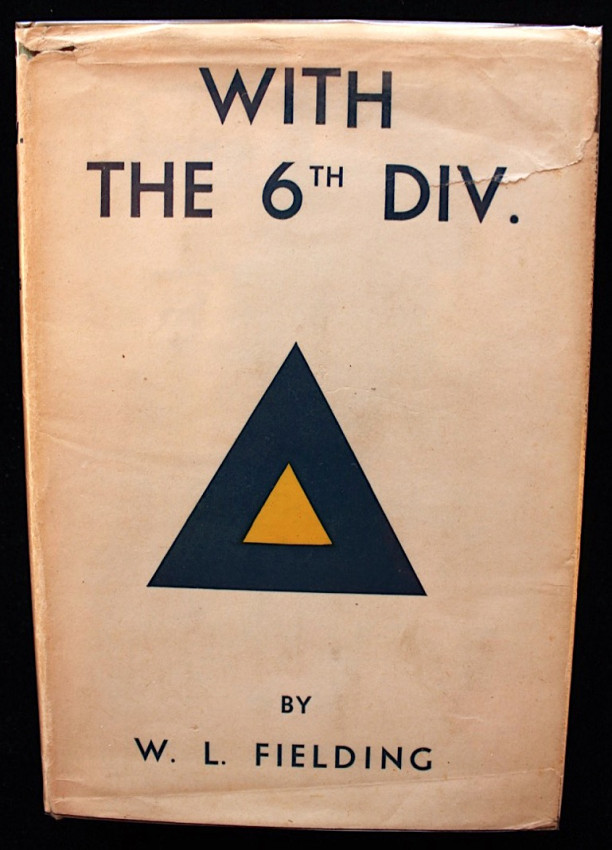 WITH
THE 6TH DIV.
BY
W. L. FIELDING